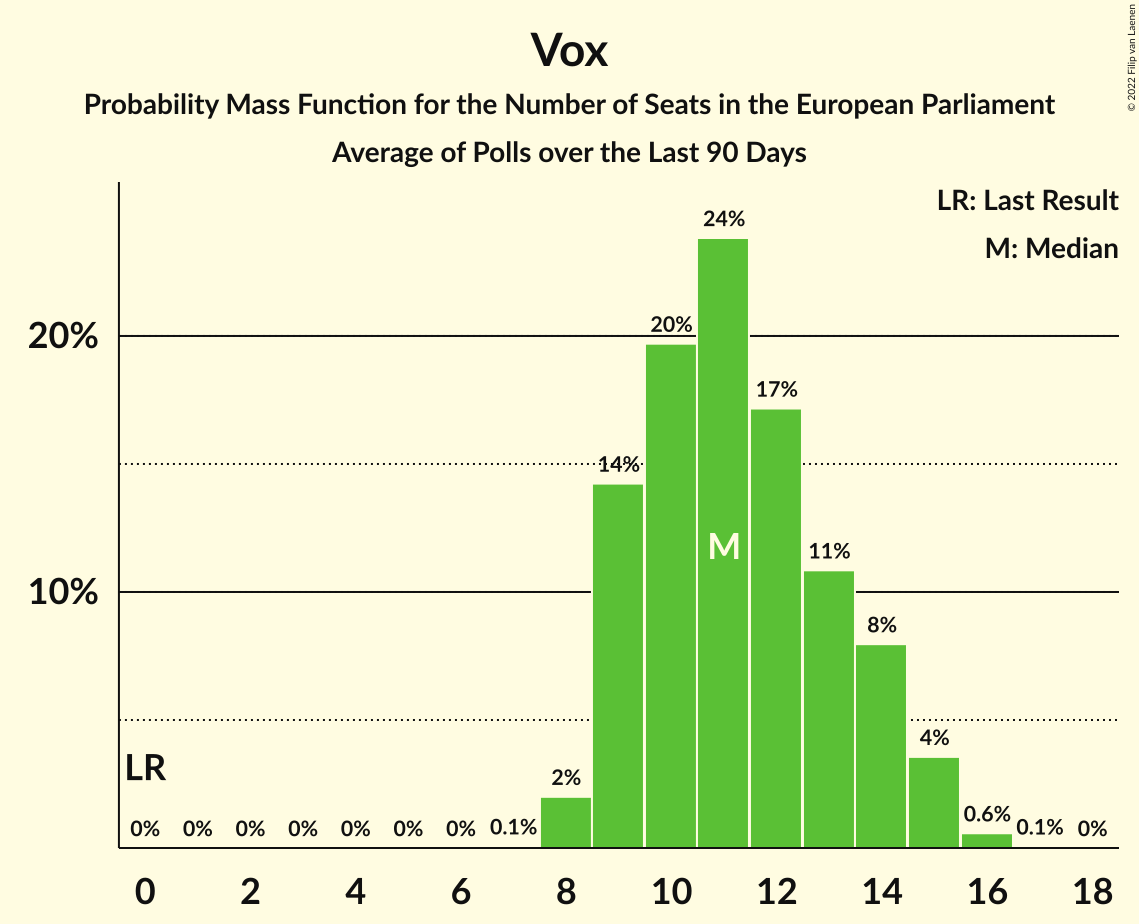 Vox
Probability Mass Function for the Number of Seats in the European Parliament
Average of Polls over the Last 90 Days
© 2022 Filip van Laenen
LR: Last Result
M: Median
20%
10%
24%
20%
17%
14%
11%
8%
4%
2%
0.6%
0% 0% 0% 0% 0% 0% 0% 0.1% 0.1% 0%
LR
M
0 2 4 6 8 10 12 14 16 18